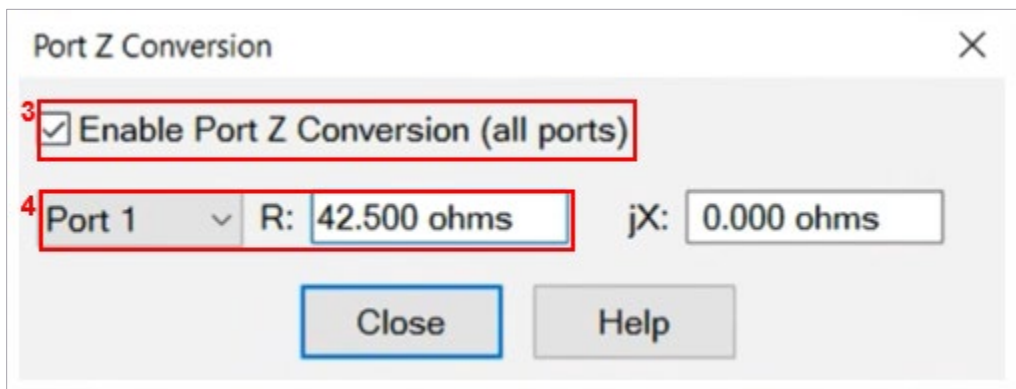 Port Z Conversion
3 Enable Port Z Conversion (all ports)
4 Port 1 R: 42.500 ohms jX: 0.000 ohms
Close Help